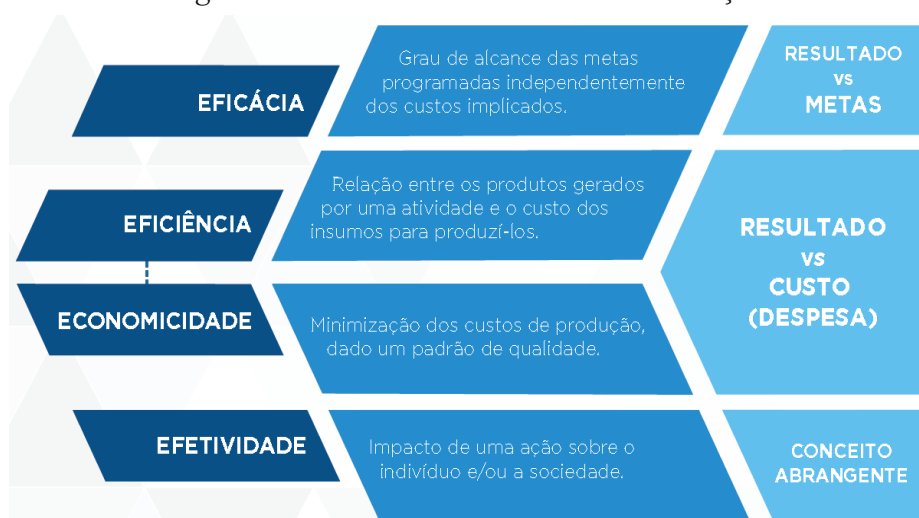 EFICÁCIA
Grau de alcance das metas
programadas independentemente
dos custos implicados.
RESULTADO
vs
METAS
EFICIÊNCIA
Relação entre os produtos gerados
por uma atividade e o custo dos
insumos para produzí-los.
RESULTADO
vs
CUSTO
(DESPESA)
ECONOMICIDADE
Minimização dos custos de produção,
dado um padrão de qualidade.
EFETIVIDADE
Impacto de uma ação sobre o
indivíduo e/ou a sociedade.
CONCEITO
ABRANGENTE